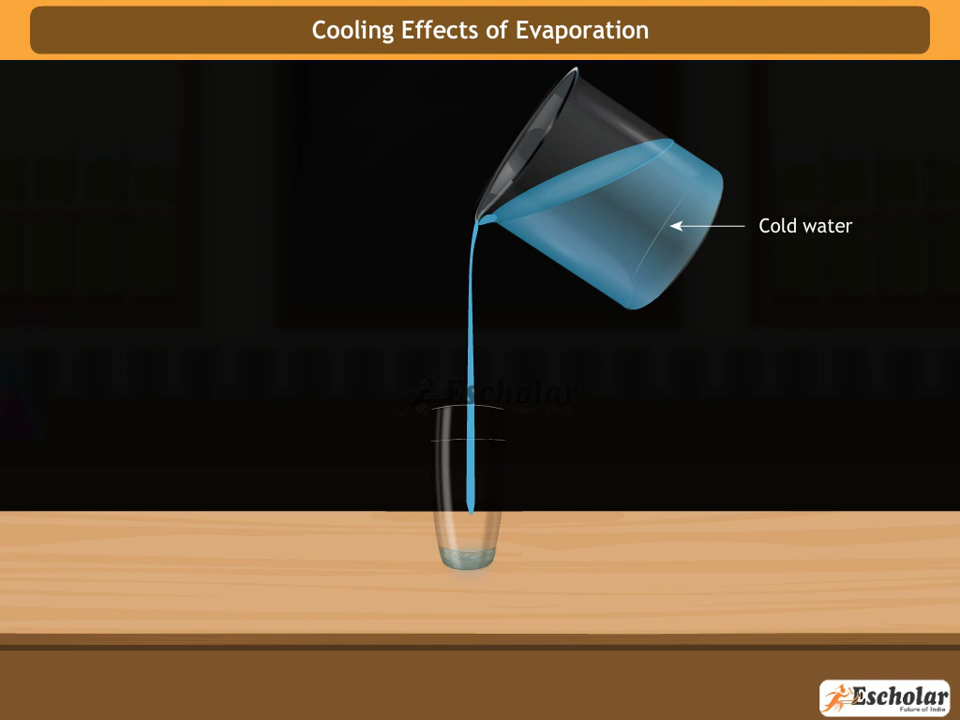 Cooling Effects of Evaporation
Cold water
Escholar
Escholar
Future of India